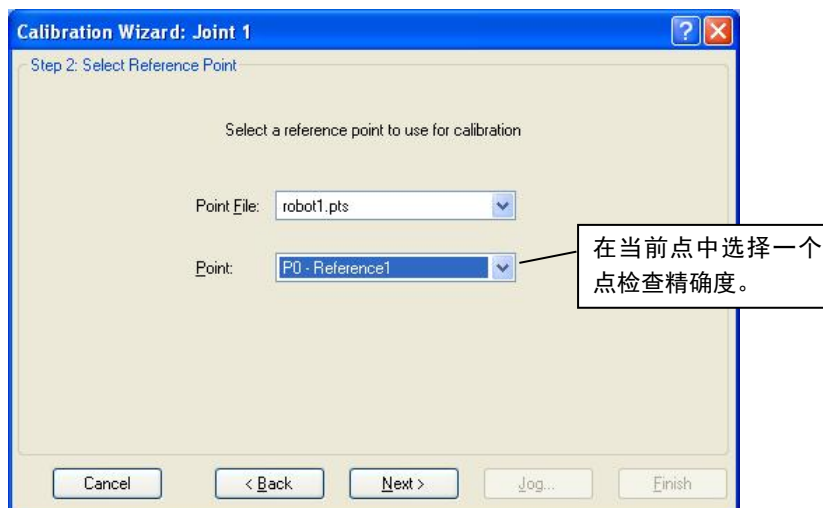 Calibration Wizard: Joint 1
Step 2: Select Reference Point
Select a reference point to use for calibration
Point File: robot1.pts
Point: P0 - Reference1
在当前点中选择一个
点检查精确度。
Cancel < Back Next > Jog... Finish